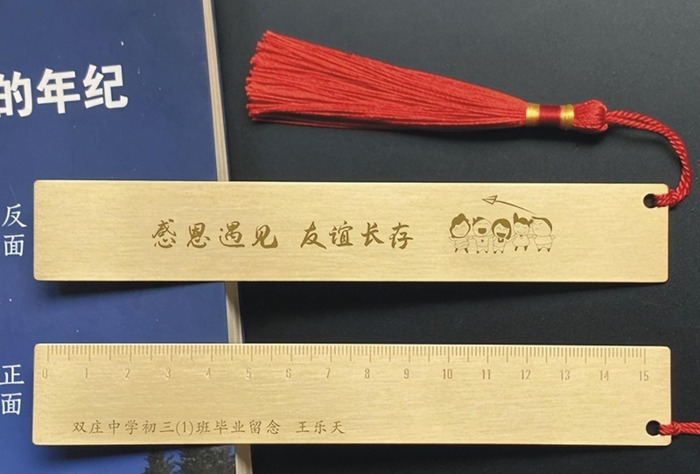 的年纪
反面
感恩遇见 友谊长存
正面
0 1 2 3 4 5 6 7 8 9 10 11 12 13 14 15
双庄中学初三(1)班毕业留念 王乐天